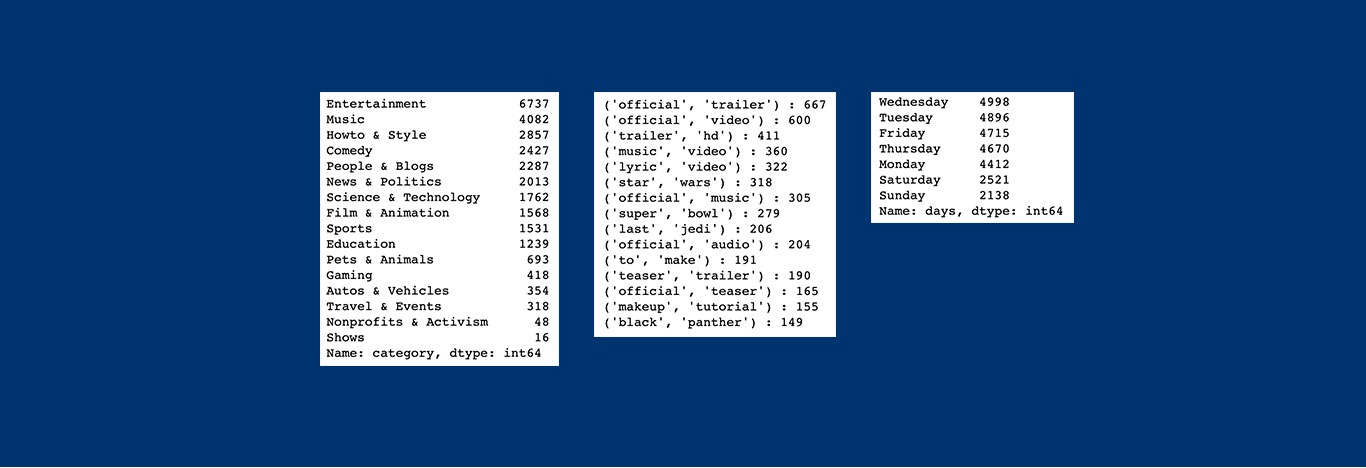 Entertainment 6737
Music 4082
Howto & Style 2857
Comedy 2427
People & Blogs 2287
News & Politics 2013
Science & Technology 1762
Film & Animation 1568
Sports 1531
Education 1239
Pets & Animals 693
Gaming 418
Autos & Vehicles 354
Travel & Events 318
Nonprofits & Activism 48
Shows 16
Name: category, dtype: int64
('official', 'trailer') : 667
('official', 'video') : 600
('trailer', 'hd') : 411
('music', 'video') : 360
('lyric', 'video') : 322
('star', 'wars') : 318
('official', 'music') : 305
('super', 'bowl') : 279
('last', 'jedi') : 206
('official', 'audio') : 204
('to', 'make') : 191
('teaser', 'trailer') : 190
('official', 'teaser') : 165
('makeup', 'tutorial') : 155
('black', 'panther') : 149
Wednesday 4998
Tuesday 4896
Friday 4715
Thursday 4670
Monday 4412
Saturday 2521
Sunday 2138
Name: days, dtype: int64